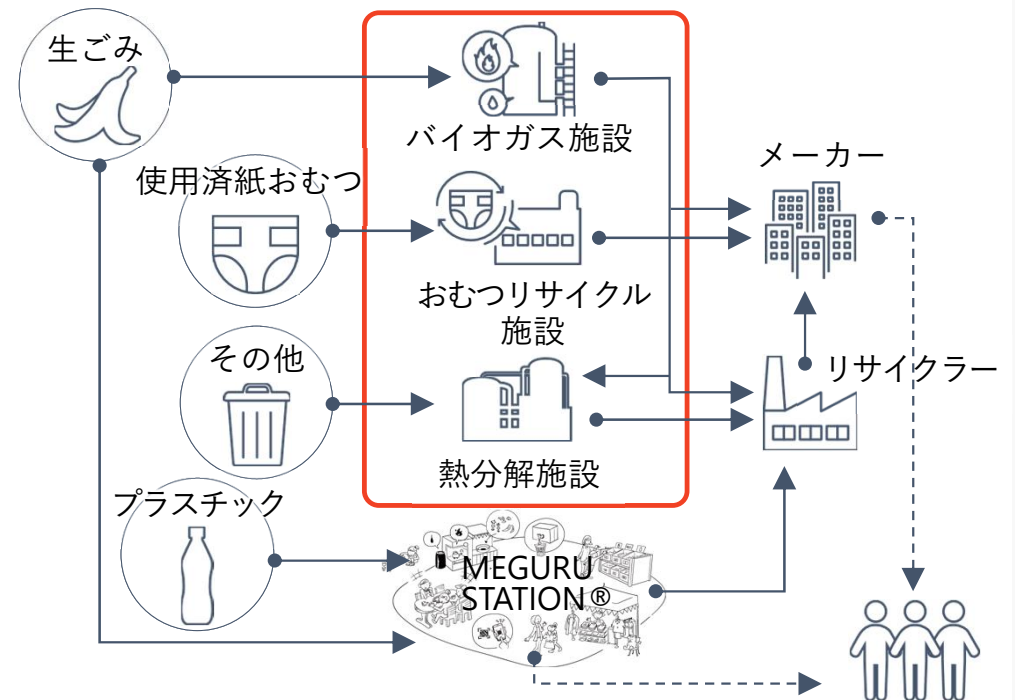 生ごみ
バイオガス施設
使用済紙おむつ
メーカー
おむつリサイクル
施設
その他
リサイクラー
熱分解施設
プラスチック
MEGURU
STATION®